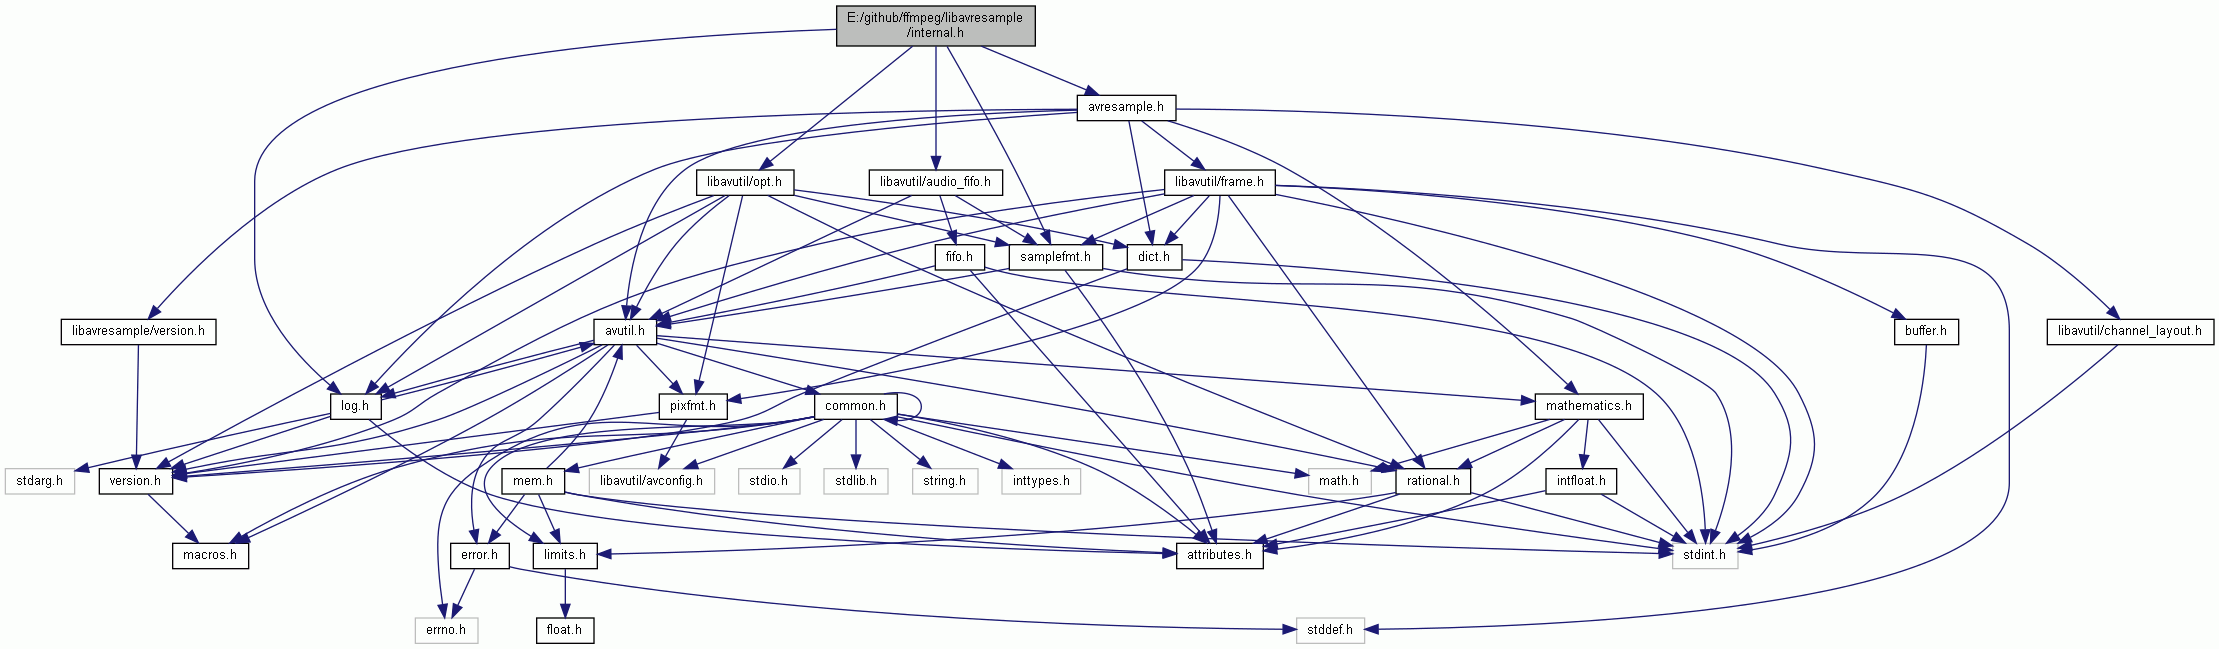 E:/github/ffmpeg/libavresample
/internal.h
avresample.h
libavutil/opt.h
libavutil/audio_fifo.h
libavutil/frame.h
fifo.h
samplefmt.h
dict.h
libavresample/version.h
avutil.h
buffer.h
libavutil/channel_layout.h
log.h
pixfmt.h
common.h
mathematics.h
stdarg.h
version.h
mem.h
libavutil/avconfig.h
stdio.h
stdlib.h
string.h
inttypes.h
math.h
rational.h
intfloat.h
macros.h
error.h
limits.h
attributes.h
stdint.h
errno.h
float.h
stddef.h